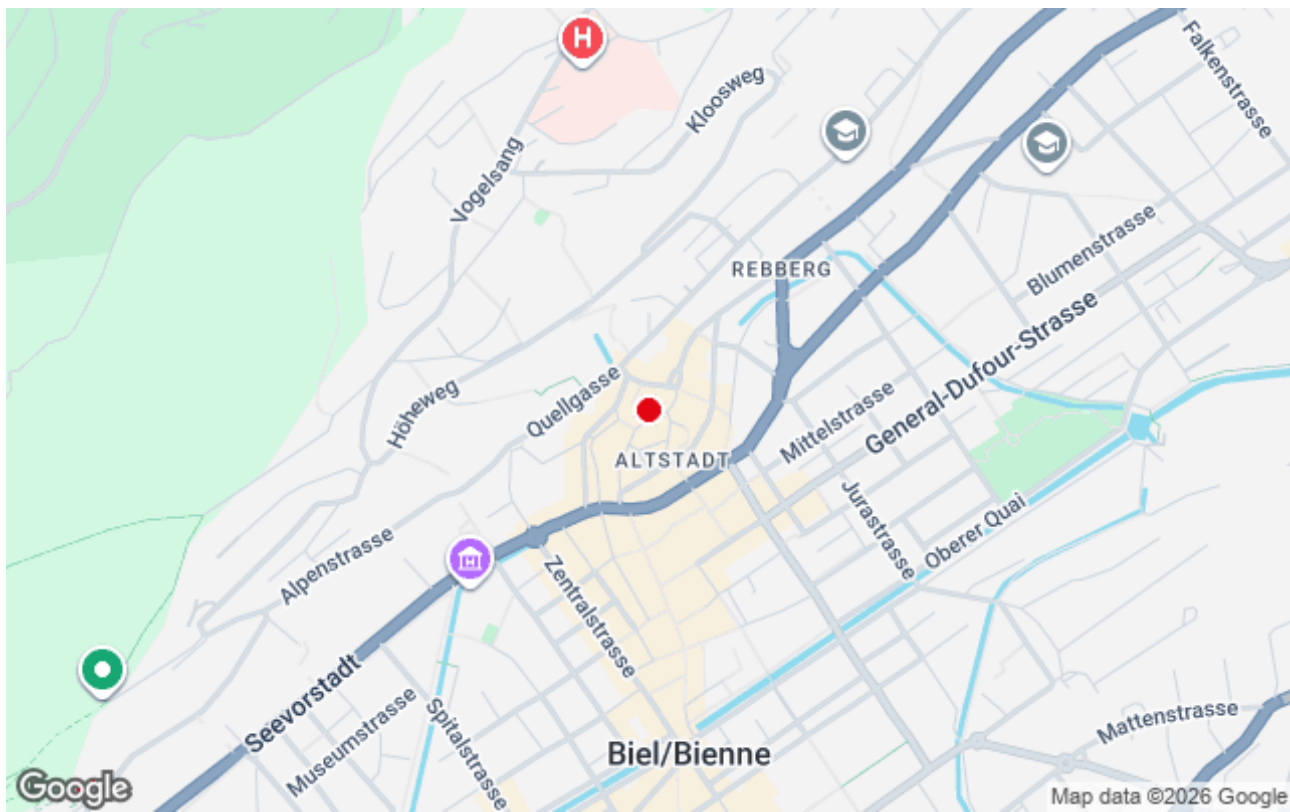 H
Falkenstrasse
Kloosweg
Vogelsang
REBBERG
Blumenstrasse
General-Dufour-Strasse
Höheweg
Quellgasse
Mittelstrasse
ALTSTADT
Jurastrasse
Oberer Quai
Alpenstrasse
Zentralstrasse
Seevorstadt
Museumstrasse
Spitalstrasse
Mattenstrasse
Biel/Bienne
Google
Map data ©2026 Google